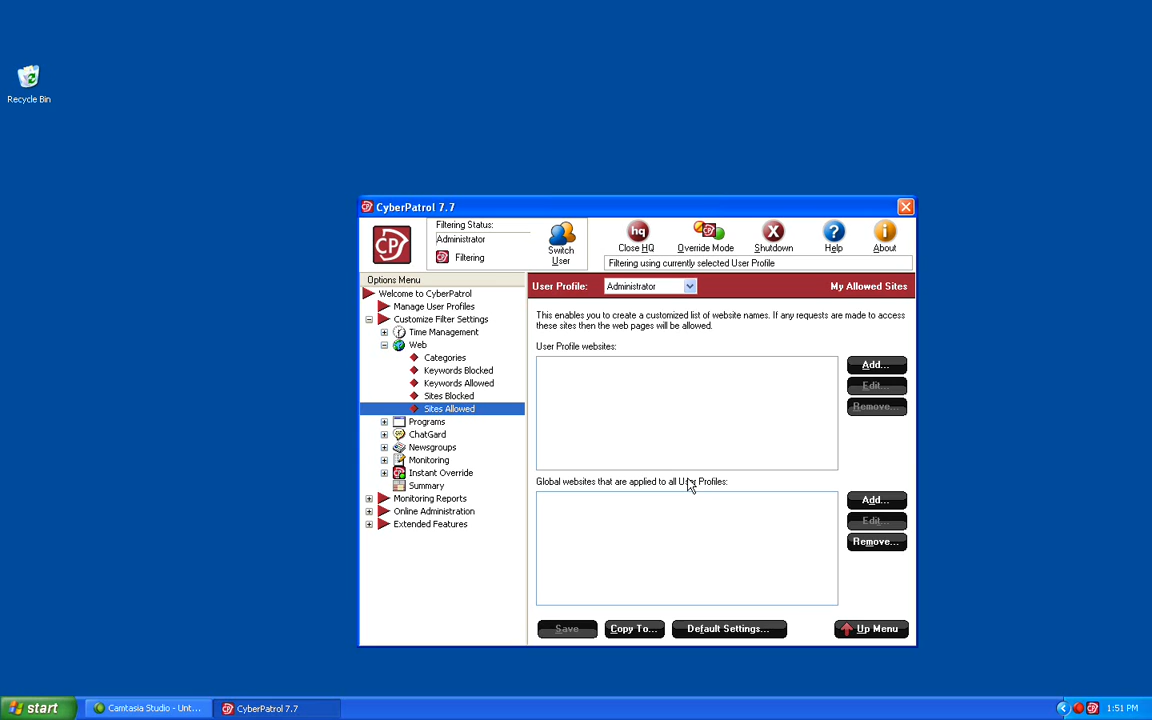 Recycle Bin
CyberPatrol 7.7
Filtering Status:
Administrator
Filtering
Switch
User
hq
Close HQ
Override Mode
Shutdown
Help
About
Filtering using currently selected User Profile
Options Menu
Welcome to CyberPatrol
Manage User Profiles
Customize Filter Settings
Time Management
Web
Categories
Keywords Blocked
Keywords Allowed
Sites Blocked
Sites Allowed
Programs
ChatGard
Newsgroups
Monitoring
Instant Override
Summary
Monitoring Reports
Online Administration
Extended Features
User Profile: Administrator My Allowed Sites
This enables you to create a customized list of website names. If any requests are made to access
these sites then the web pages will be allowed.
User Profile websites:
Add...
Edit...
Remove...
Global websites that are applied to all User Profiles:
Add...
Edit...
Remove...
Save Copy To... Default Settings... Up Menu
start Camtasia Studio - Unt... CyberPatrol 7.7 1:51 PM